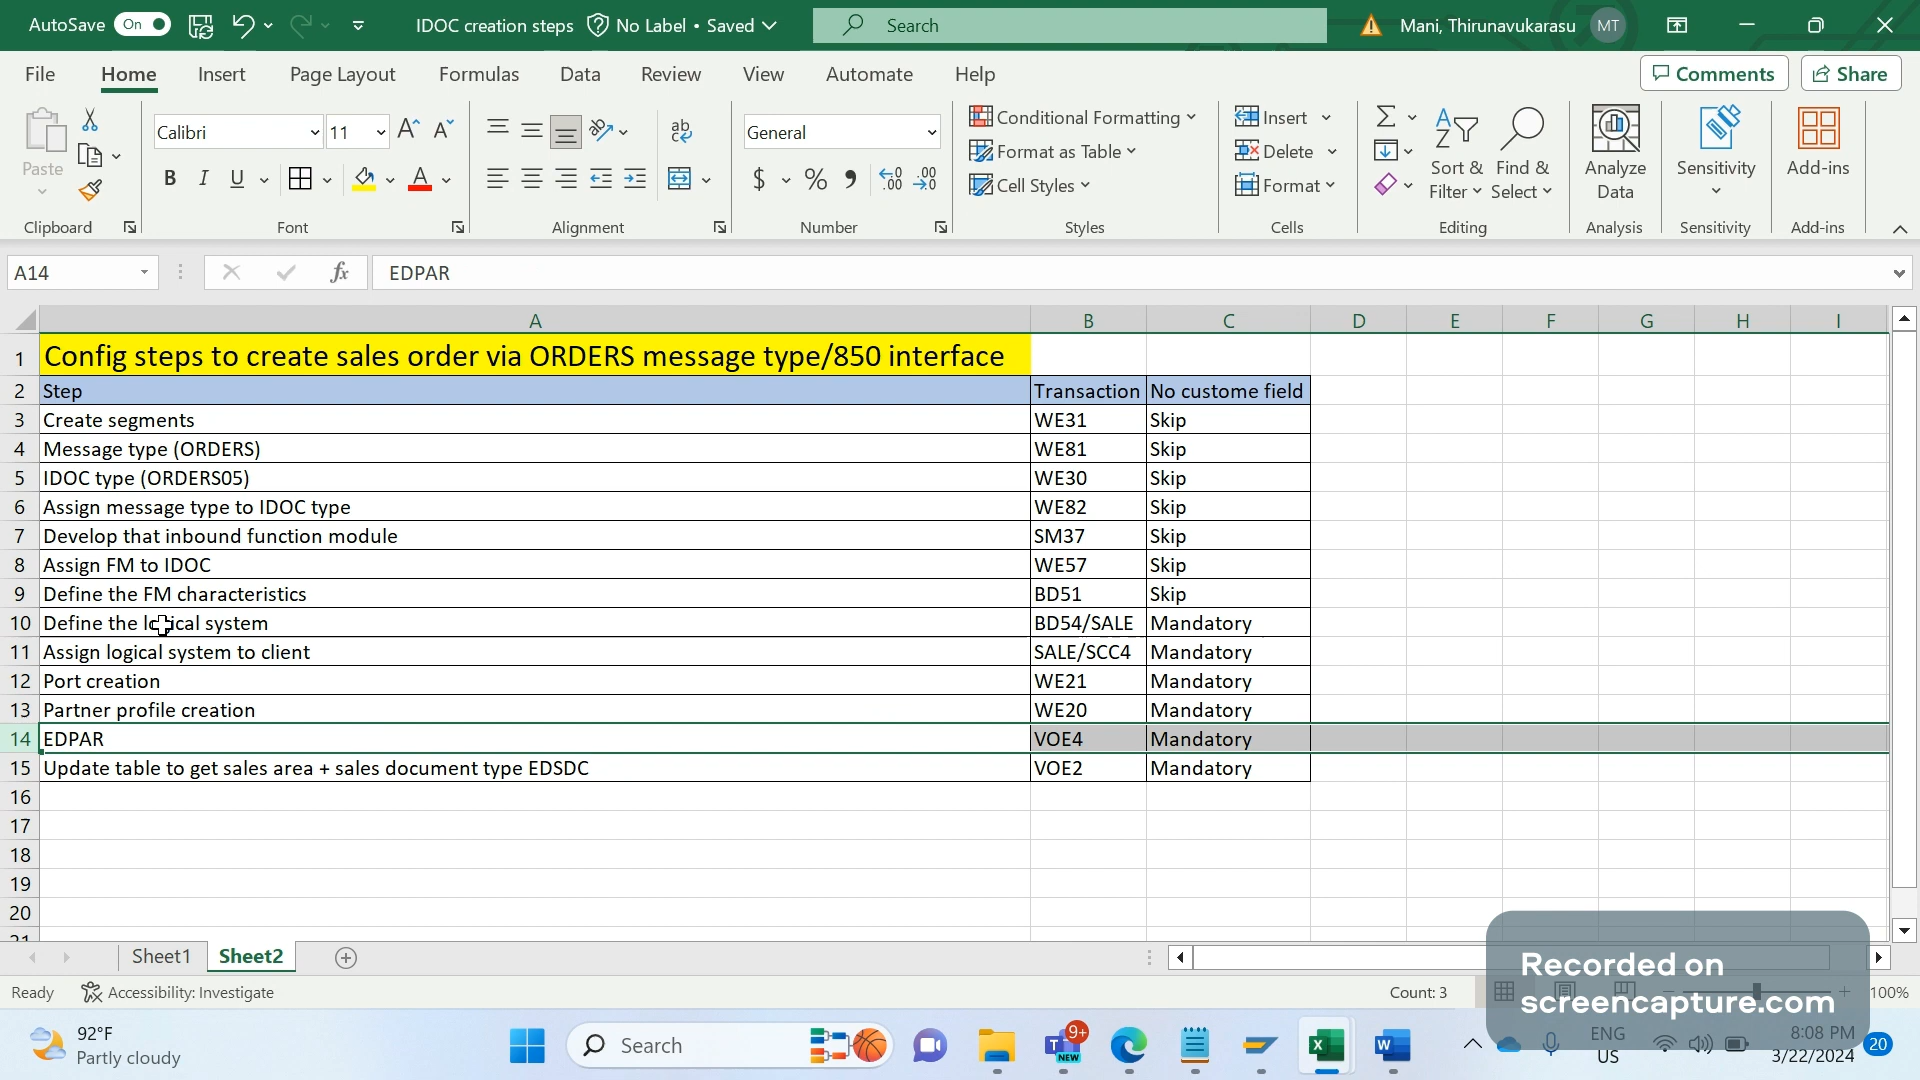 AutoSave On IDOC creation steps No Label • Saved Search Mani, Thirunavukarasu MT
File Home Insert Page Layout Formulas Data Review View Automate Help Comments Share
Calibri 11 General Conditional Formatting Insert
Paste Format as Table Delete Sort & Filter Find & Select Analyze Data Sensitivity Add-ins
Cell Styles Format
Clipboard Font Alignment Number Styles Cells Editing Analysis Sensitivity Add-ins
A14 fx EDPAR
A B C D E F G H I
1 Config steps to create sales order via ORDERS message type/850 interface
2 Step Transaction No custome field
3 Create segments WE31 Skip
4 Message type (ORDERS) WE81 Skip
5 IDOC type (ORDERS05) WE30 Skip
6 Assign message type to IDOC type WE82 Skip
7 Develop that inbound function module SM37 Skip
8 Assign FM to IDOC WE57 Skip
9 Define the FM characteristics BD51 Skip
10 Define the logical system BD54/SALE Mandatory
11 Assign logical system to client SALE/SCC4 Mandatory
12 Port creation WE21 Mandatory
13 Partner profile creation WE20 Mandatory
14 EDPAR VOE4 Mandatory
15 Update table to get sales area + sales document type EDSDC VOE2 Mandatory
16
17
18
19
20
21
Sheet1 Sheet2
Ready Accessibility: Investigate Count: 3 100%
Recorded on
screencapture.com
92°F
Partly cloudy
Search
9+
NEW
ENG
US
8:08 PM
3/22/2024
20